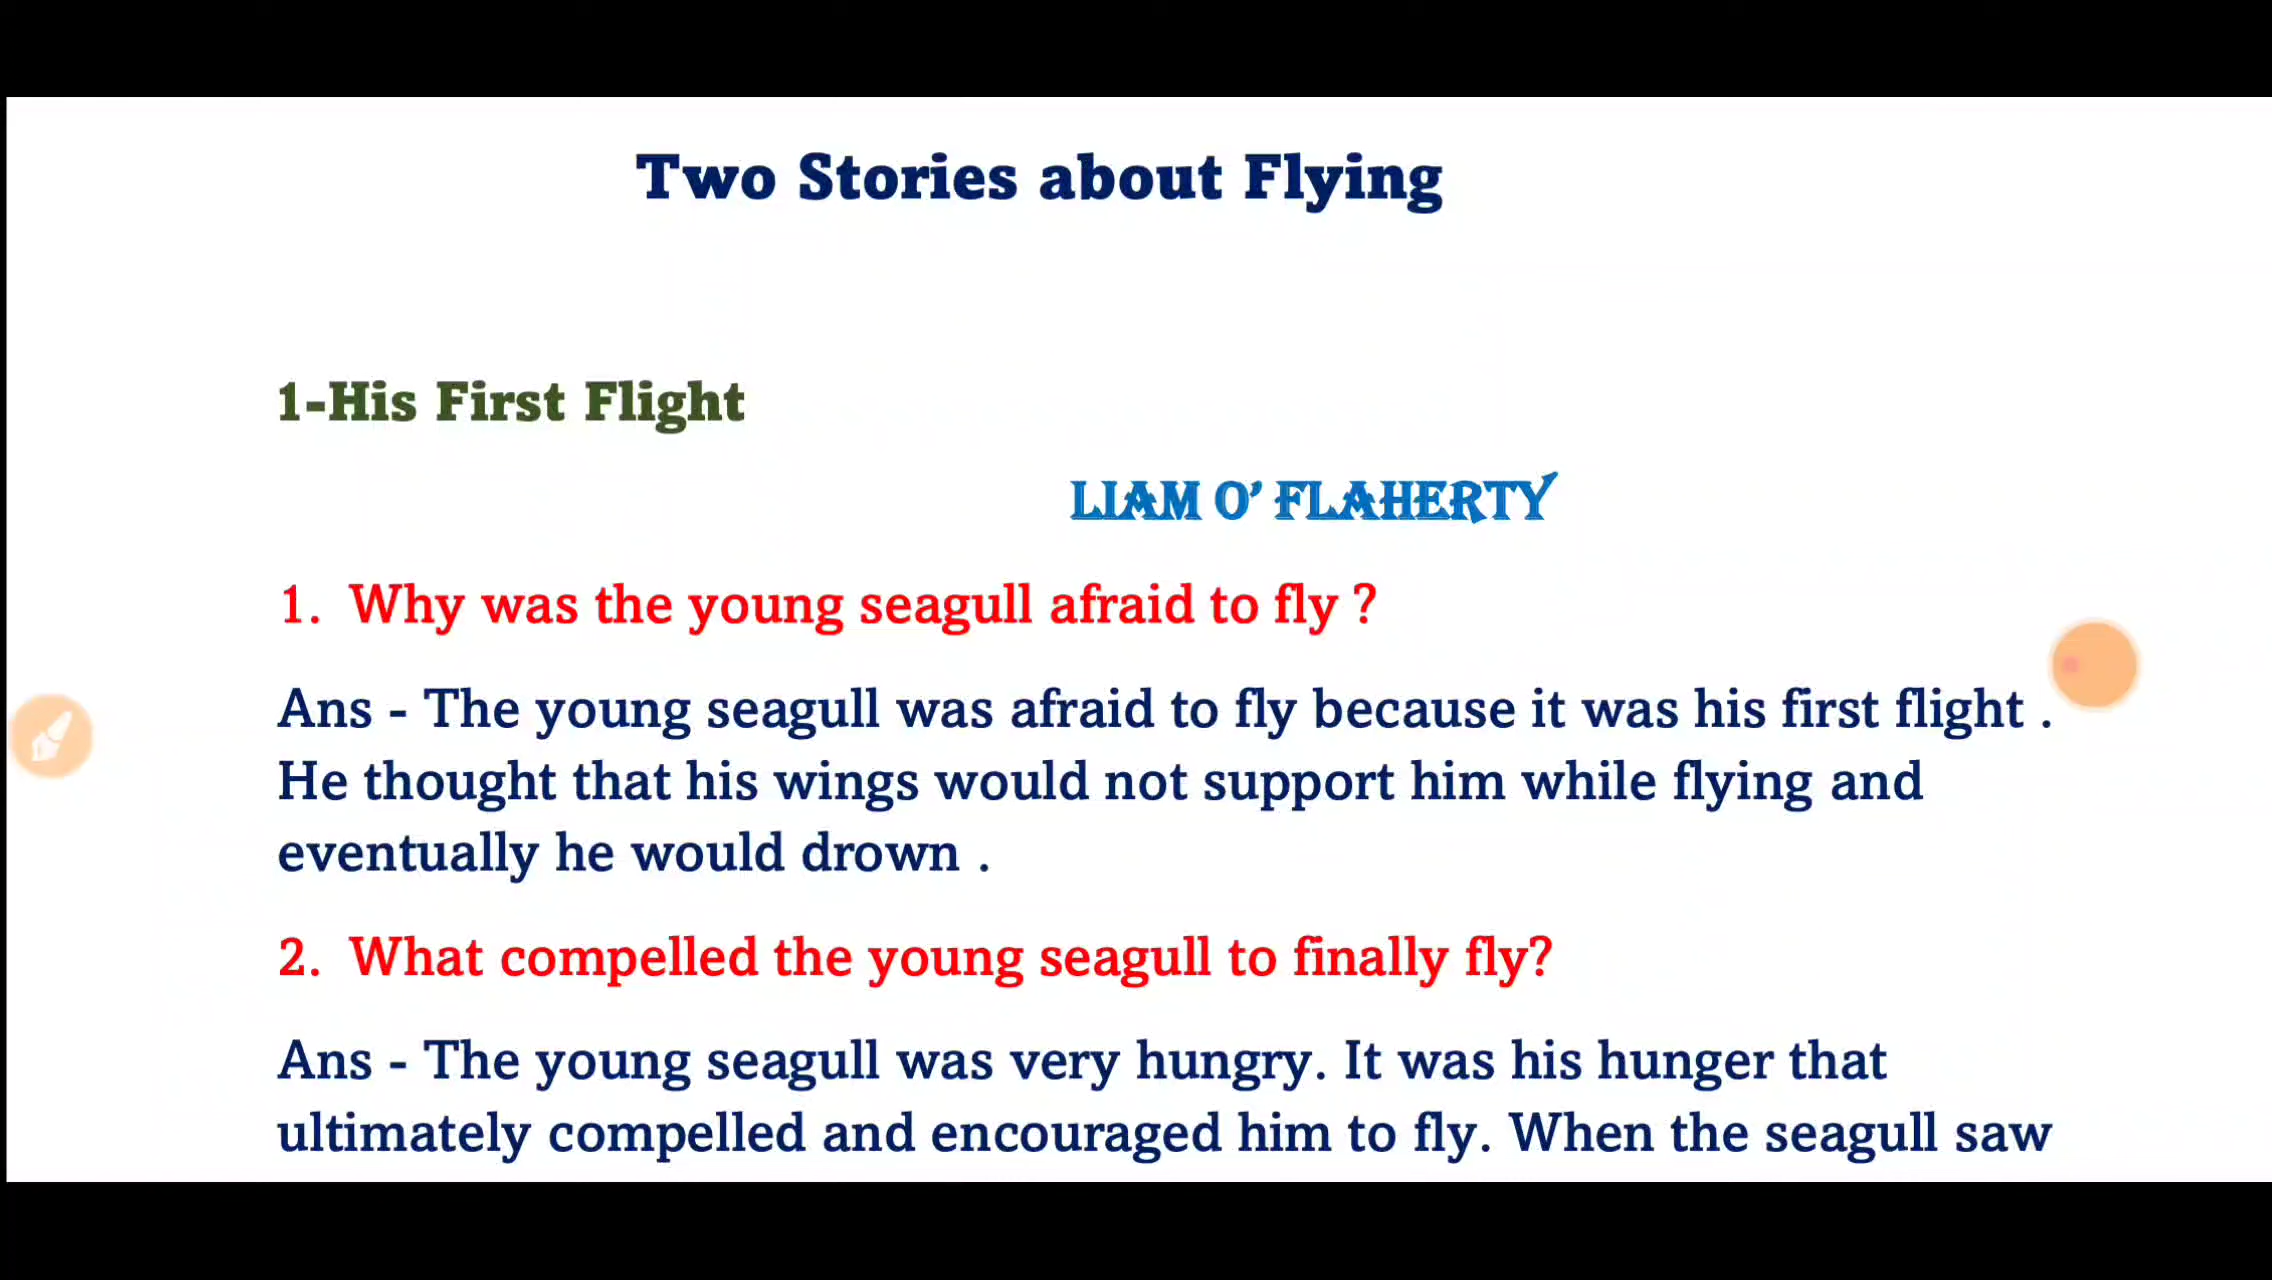 Two Stories about Flying
1-His First Flight
LIAM O’ FLAHERTY
1. Why was the young seagull afraid to fly ?
Ans - The young seagull was afraid to fly because it was his first flight .
He thought that his wings would not support him while flying and
eventually he would drown .
2. What compelled the young seagull to finally fly?
Ans - The young seagull was very hungry. It was his hunger that
ultimately compelled and encouraged him to fly. When the seagull saw